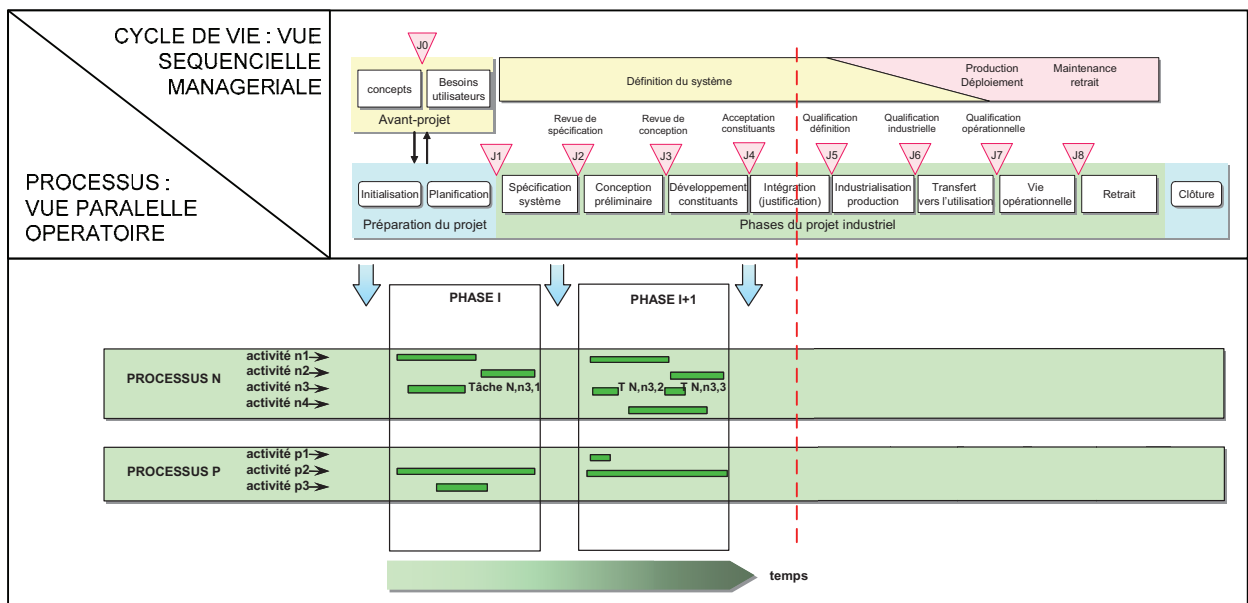 CYCLE DE VIE : VUE
SEQUENCIELLE
MANAGERIALE
PROCESSUS :
VUE PARALELLE
OPERATOIRE
J0
concepts
Besoins
utilisateurs
Avant-projet
Définition du système
Production
Déploiement
Maintenance
retrait
Revue de
spécification
Revue de
conception
Acceptation
constituants
Qualification
définition
Qualification
industrielle
Qualification
opérationnelle
J1
J2
J3
J4
J5
J6
J7
J8
Initialisation
Planification
Spécification
système
Conception
préliminaire
Développement
constituants
Intégration
(justification)
Industrialisation
production
Transfert
vers l'utilisation
Vie
opérationnelle
Retrait
Clôture
Préparation du projet
Phases du projet industriel
PHASE I
PHASE I+1
PROCESSUS N
activité n1
activité n2
activité n3
activité n4
Tâche N,n3,1
T N,n3,2
T N,n3,3
PROCESSUS P
activité p1
activité p2
activité p3
temps